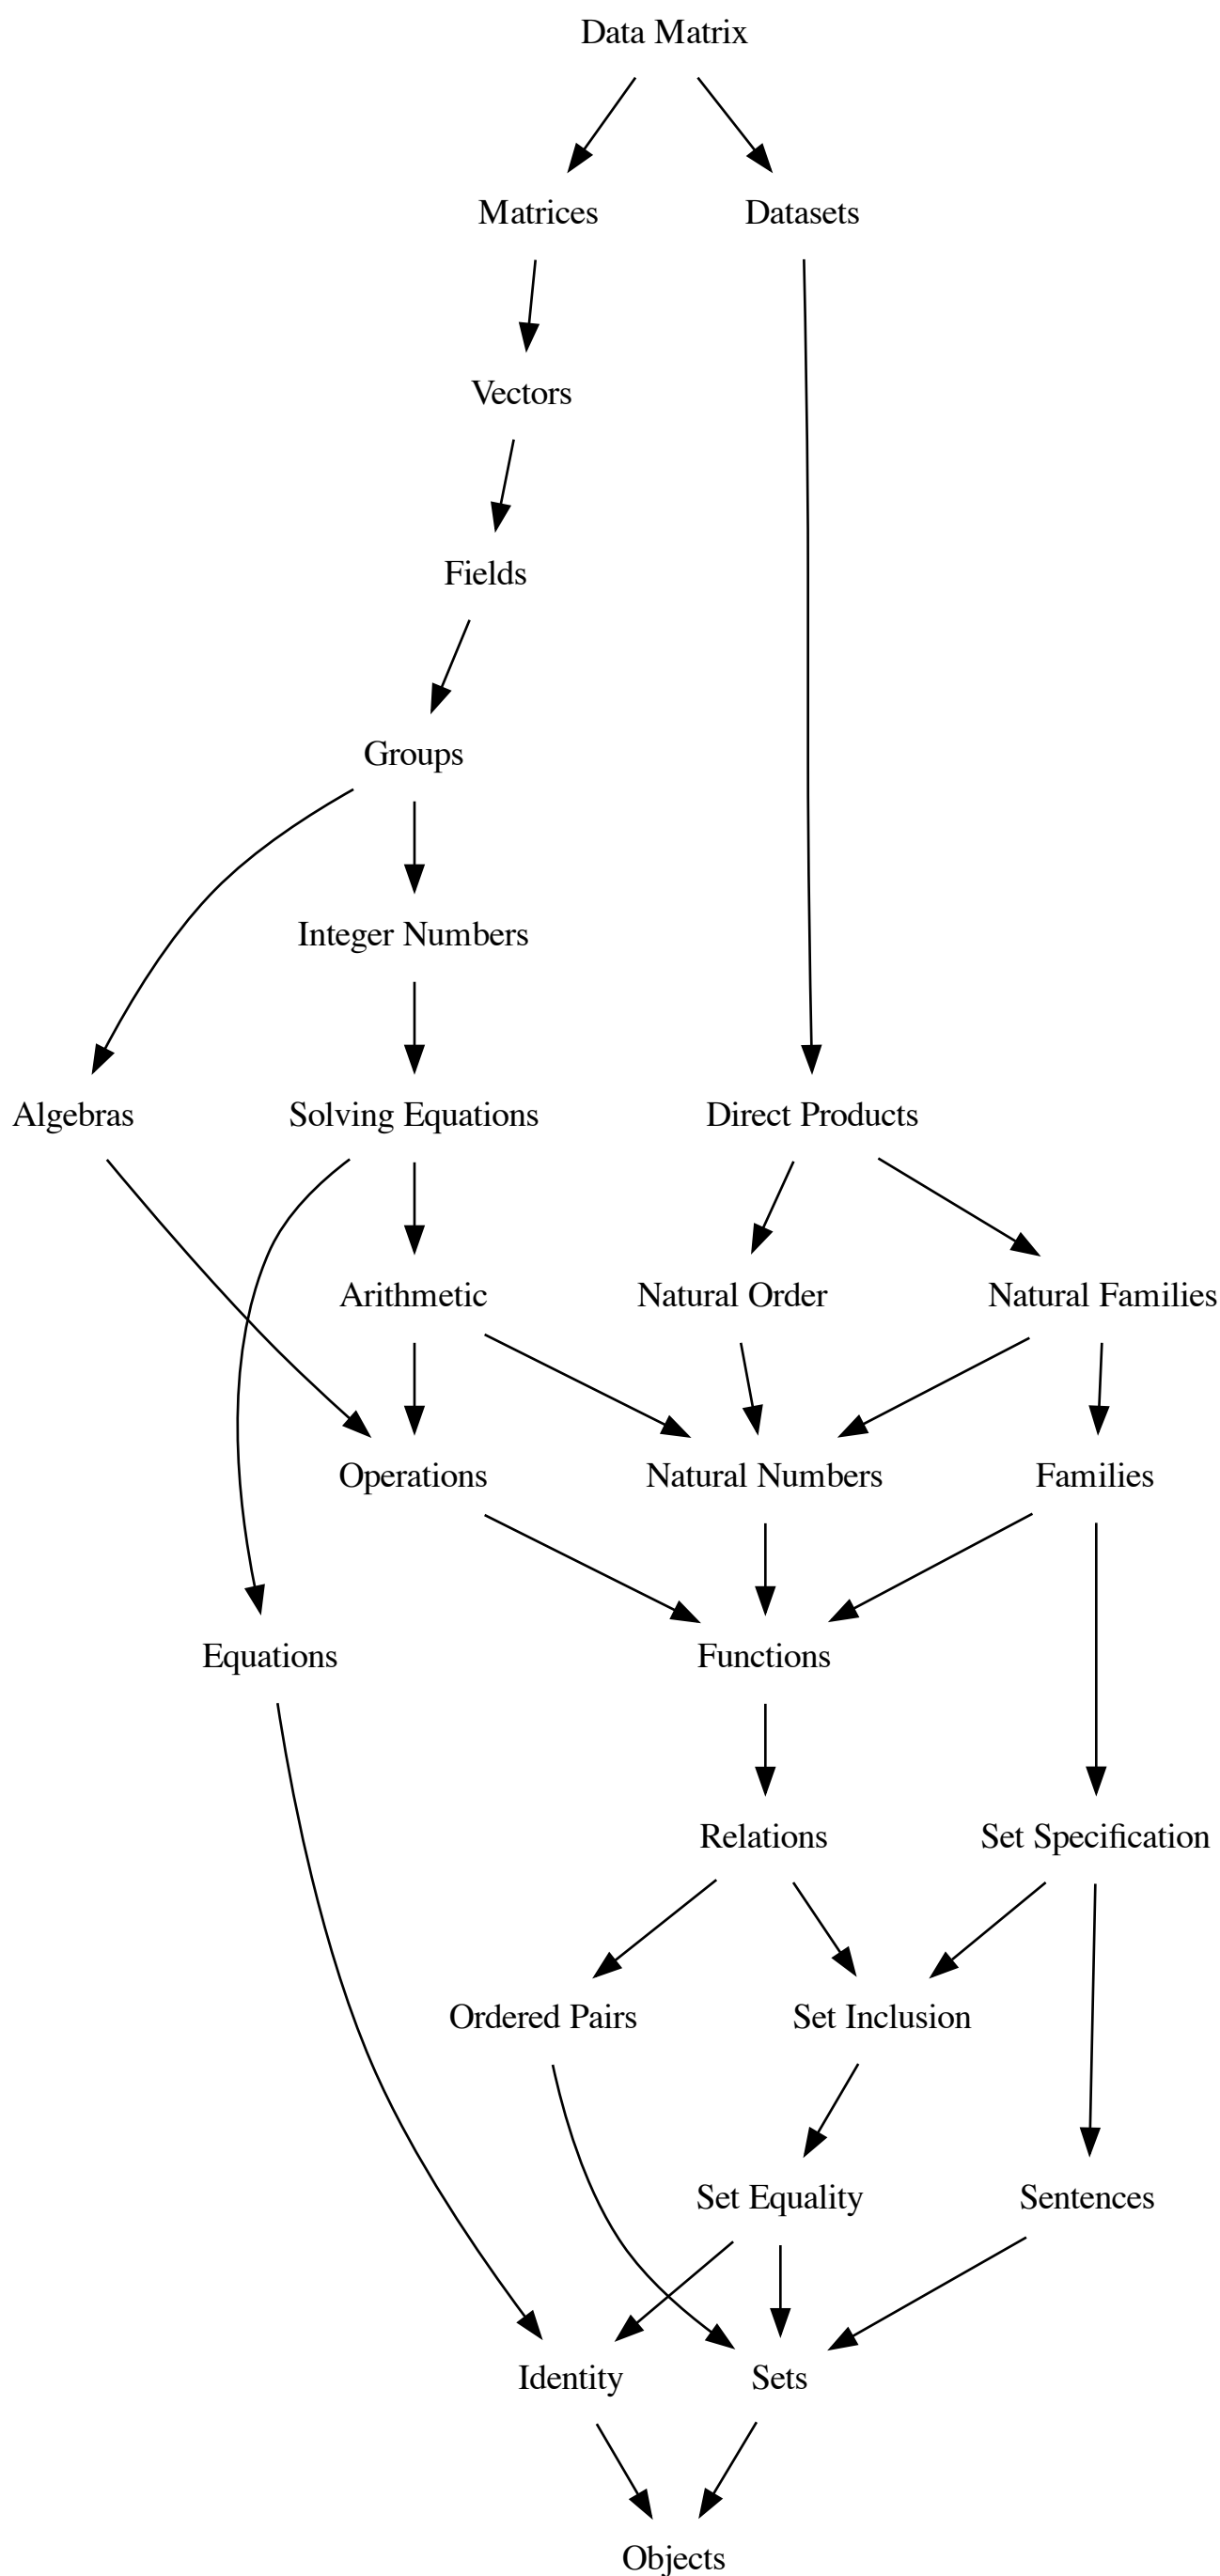 Data Matrix
Matrices
Datasets
Vectors
Fields
Groups
Integer Numbers
Algebras
Solving Equations
Direct Products
Arithmetic
Natural Order
Natural Families
Operations
Natural Numbers
Families
Equations
Functions
Relations
Set Specification
Ordered Pairs
Set Inclusion
Set Equality
Sentences
Identity
Sets
Objects